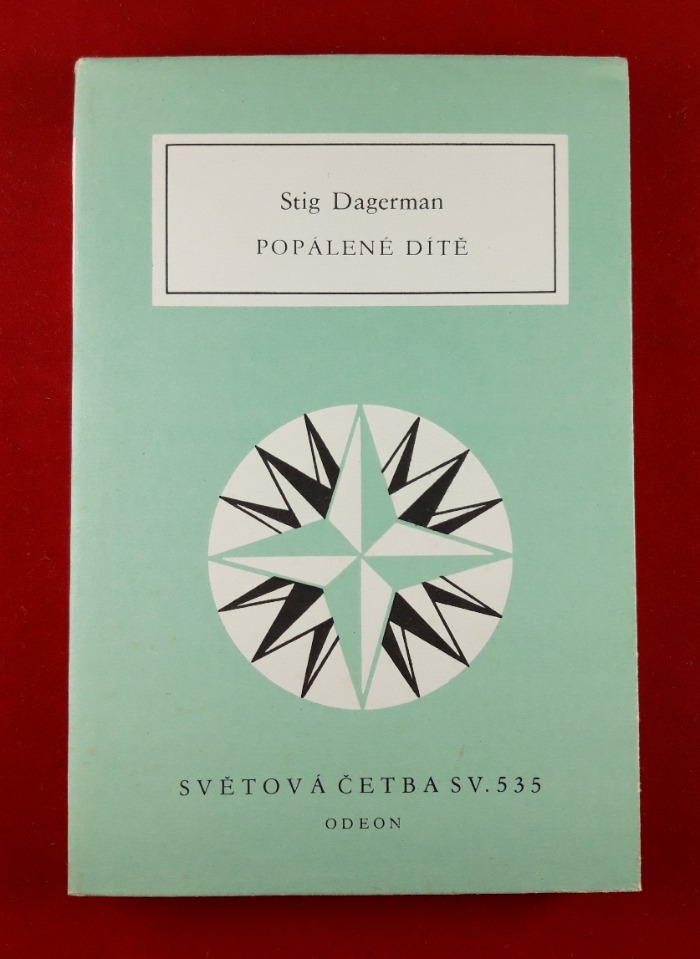 Stig Dagerman
POPÁLENÉ DÍTĚ
SVĚTOVÁ ČETBA SV. 535
ODEON